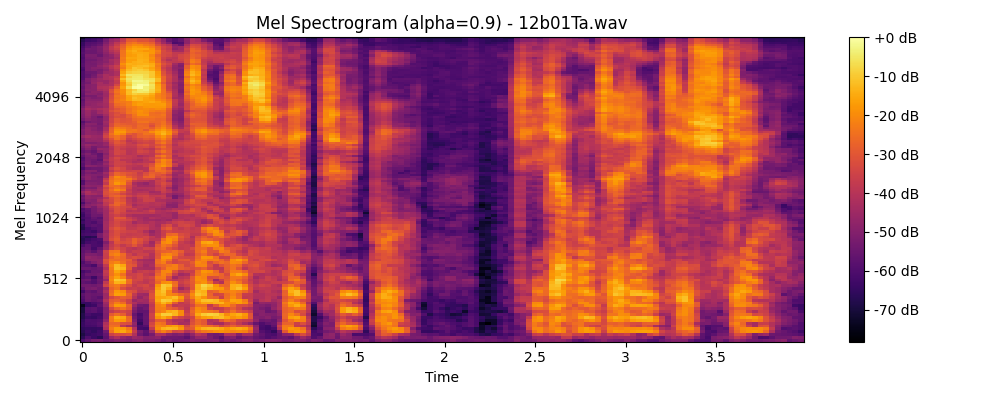 Mel Spectrogram (alpha=0.9) - 12b01Ta.wav
Mel Frequency
4096
2048
1024
512
0
0
0.5
1
1.5
2
2.5
3
3.5
Time
+0 dB
-10 dB
-20 dB
-30 dB
-40 dB
-50 dB
-60 dB
-70 dB